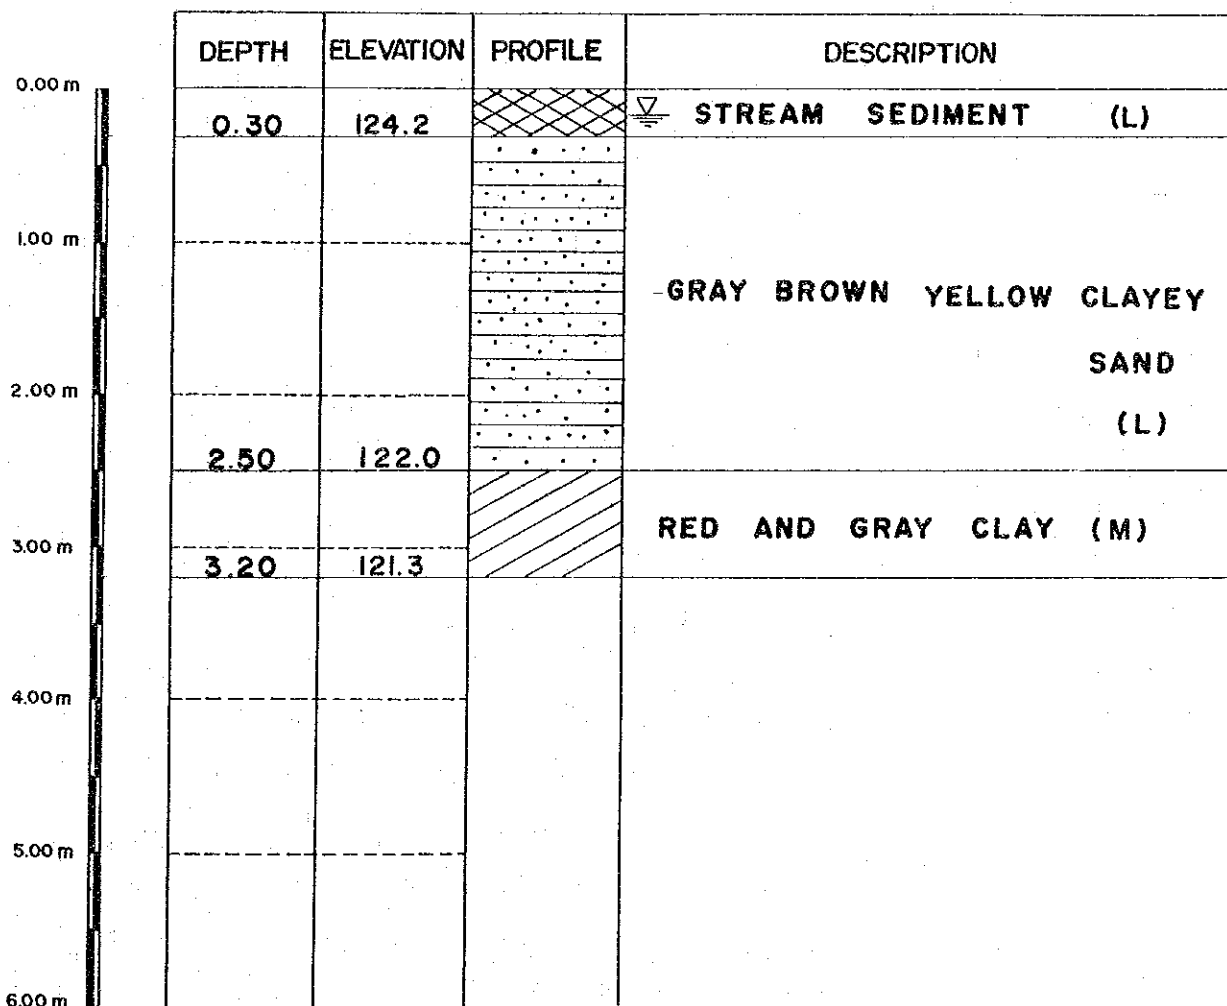 DEPTH ELEVATION PROFILE DESCRIPTION
0.00 m
0.30 124.2 STREAM SEDIMENT (L)
1.00 m
GRAY BROWN YELLOW CLAYEY
SAND
2.00 m
(L)
2.50 122.0
RED AND GRAY CLAY (M)
3.00 m
3.20 121.3
4.00 m
5.00 m
6.00 m